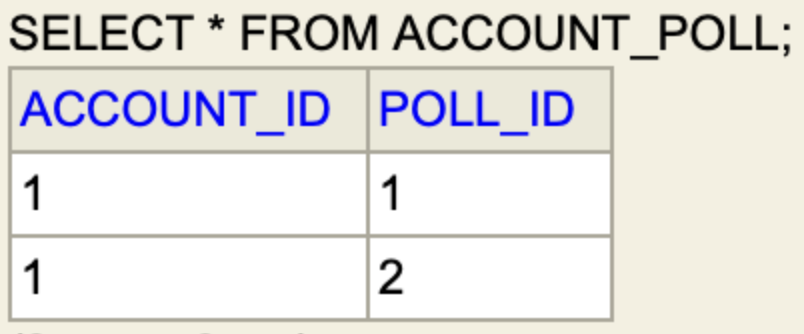 SELECT * FROM ACCOUNT_POLL;
ACCOUNT_ID POLL_ID
1 1
1 2